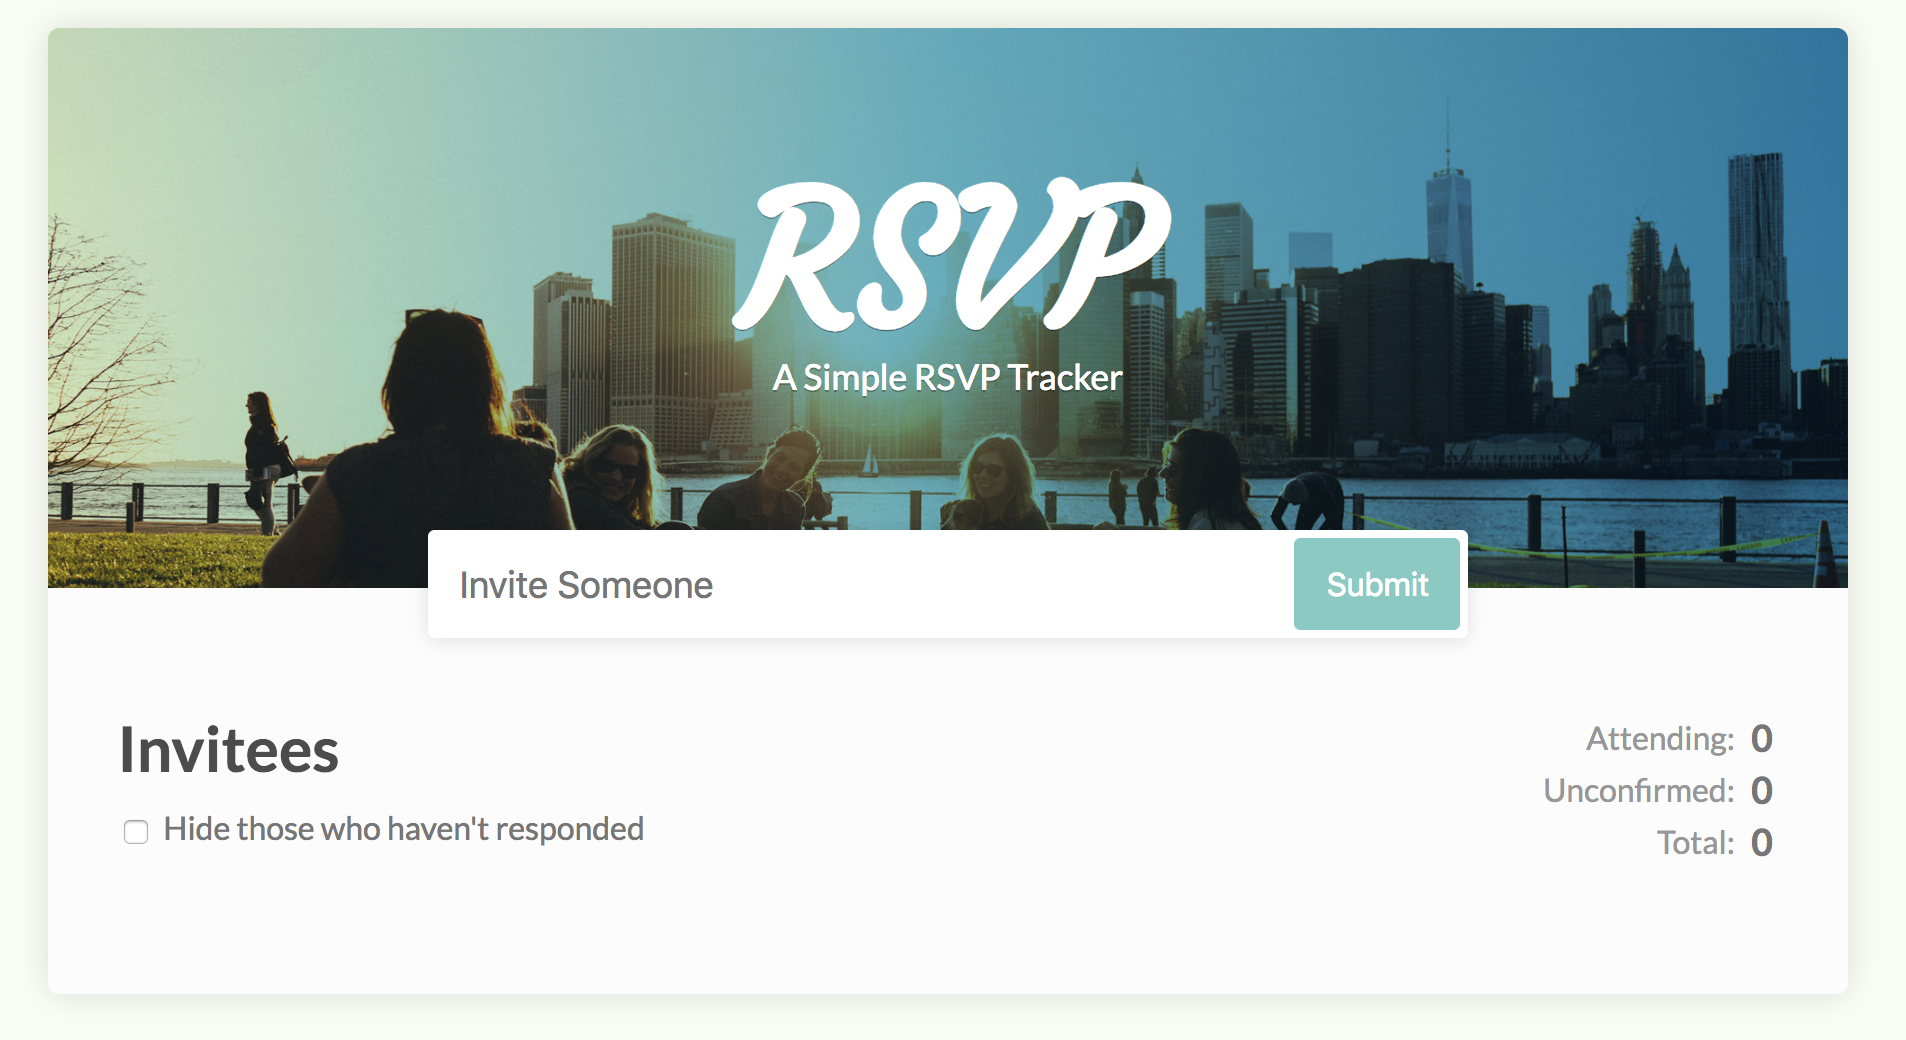 RSVP
A Simple RSVP Tracker
Invite Someone
Submit
Invitees
Hide those who haven't responded
Attending: 0
Unconfirmed: 0
Total: 0